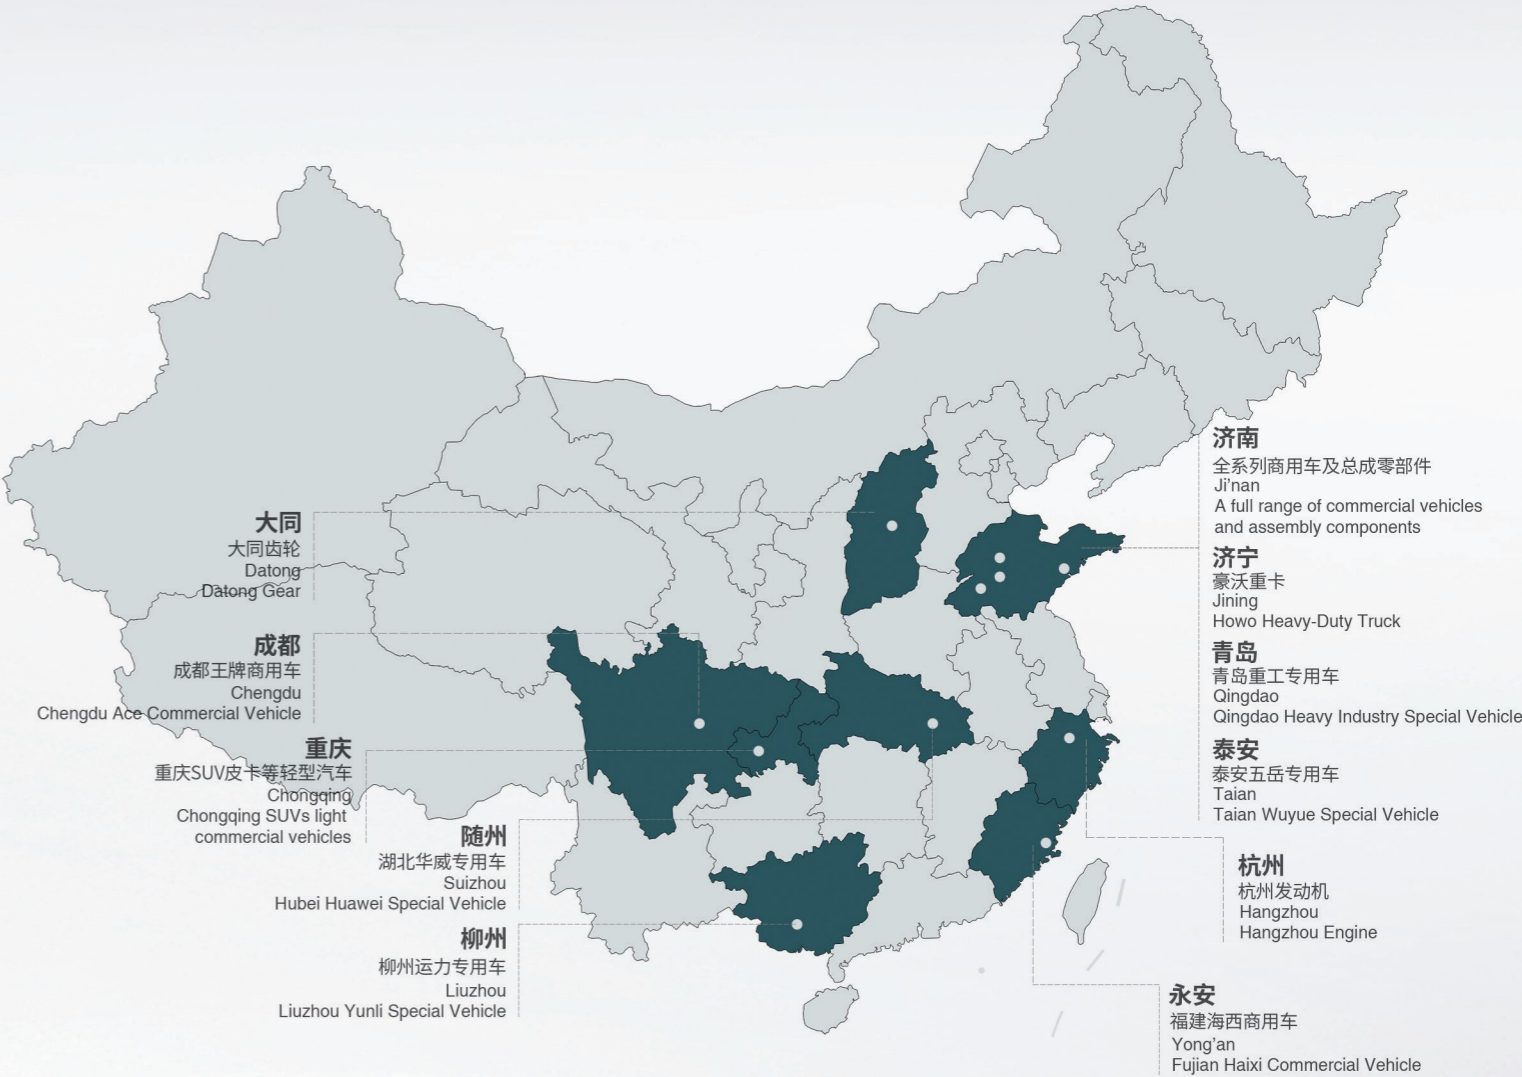 大同
大同齿轮
Datong
Datong Gear
成都
成都王牌商用车
Chengdu
Chengdu Ace Commercial Vehicle
重庆
重庆SUV皮卡等轻型汽车
Chongqing
Chongqing SUVs light
commercial vehicles
随州
湖北华威专用车
Suizhou
Hubei Huawei Special Vehicle
柳州
柳州运力专用车
Liuzhou
Liuzhou Yunli Special Vehicle
济南
全系列商用车及总成零部件
Ji'nan
A full range of commercial vehicles
and assembly components
济宁
豪沃重卡
Jining
Howo Heavy-Duty Truck
青岛
青岛重工专用车
Qingdao
Qingdao Heavy Industry Special Vehicle
泰安
泰安五岳专用车
Taian
Taian Wuyue Special Vehicle
杭州
杭州发动机
Hangzhou
Hangzhou Engine
永安
福建海西商用车
Yong’an
Fujian Haixi Commercial Vehicle